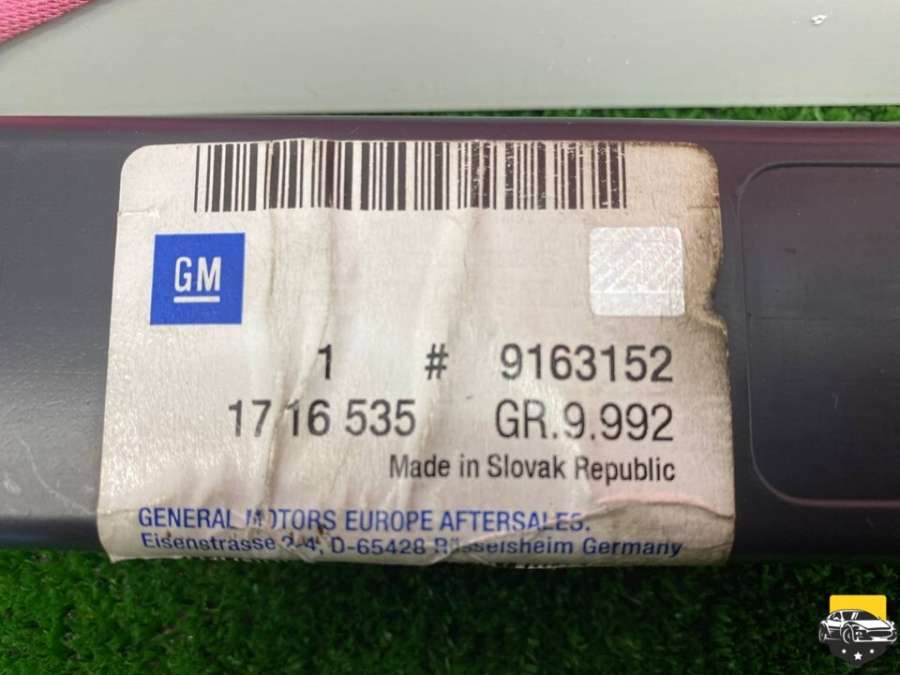 GM
1 # 9163152
17 16 535 GR.9.992
Made in Slovak Republic
GENERAL MOTORS EUROPE AFTERSALES.
Eisenstrasse 2-4, D-65428 Rüsselsheim Germany